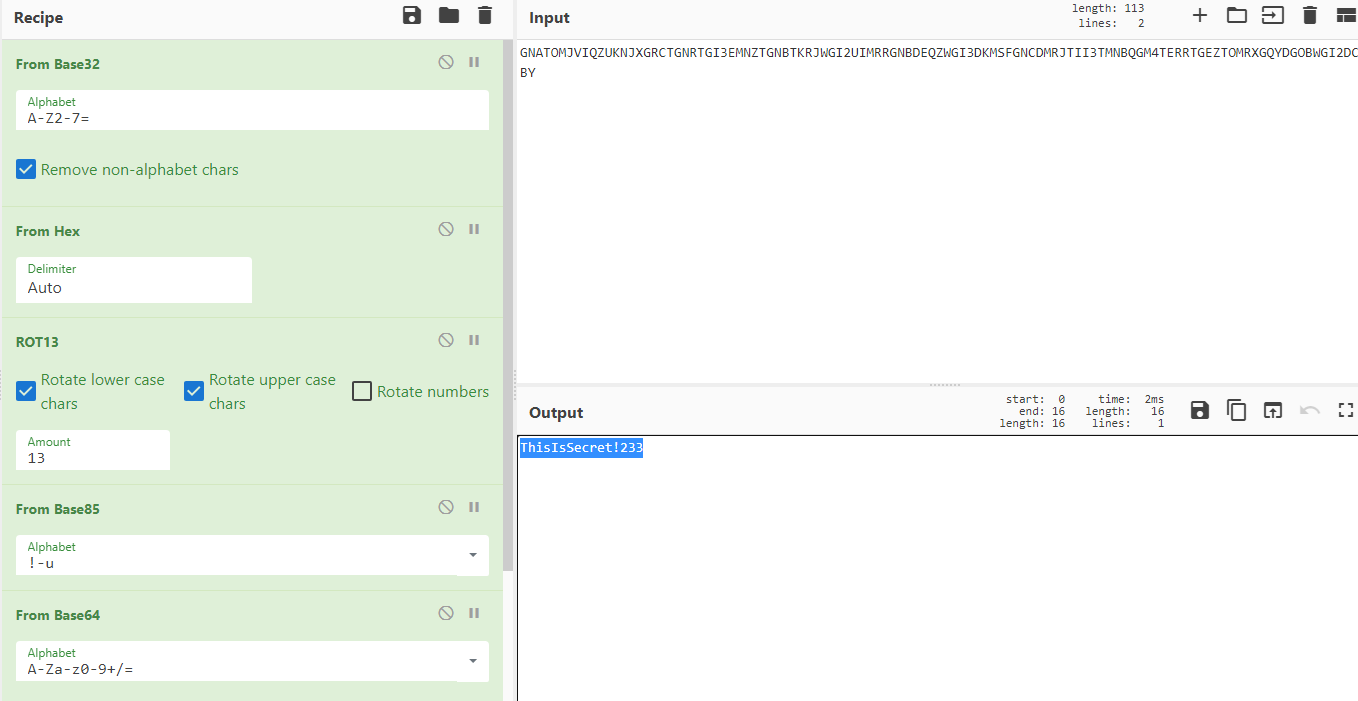 Recipe
From Base32
Alphabet
A-Z2-7=
Remove non-alphabet chars
From Hex
Delimiter
Auto
ROT13
Rotate lower case
chars
Rotate upper case
chars
Rotate numbers
Amount
13
From Base85
Alphabet
!-u
From Base64
Alphabet
A-Za-z0-9+/=
Input
length: 113
lines: 2
GNATOMJVIQZUKNJXGRCTGNRTGI3EMNZTGNBTKRJWGI2UIMRRGNBDEQZWGI3DKMSFGNCDMRJTII3TMNBQGM4TERRTGEZTOMRXGQYDGOBWGI2DC
BY
Output
start: 0
end: 16
length: 16
time: 2ms
length: 16
lines: 1
ThisIsSecret!233